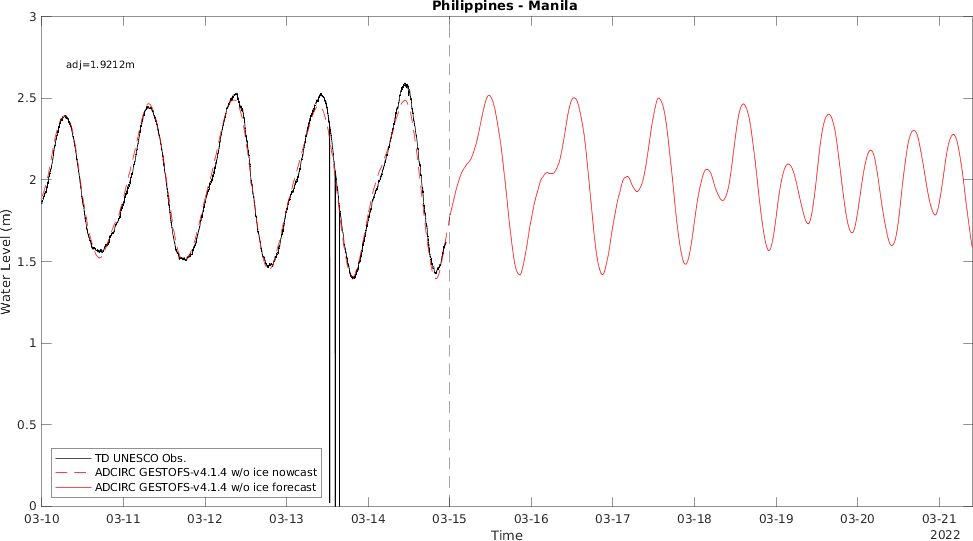 Philippines - Manila
adj=1.9212m
3
2.5
2
1.5
1
0.5
0
Water Level (m)
TD UNESCO Obs.
ADCIRC GESTOFS-v4.1.4 w/o ice nowcast
ADCIRC GESTOFS-v4.1.4 w/o ice forecast
03-10 03-11 03-12 03-13 03-14 03-15 03-16 03-17 03-18 03-19 03-20 03-21
Time
2022